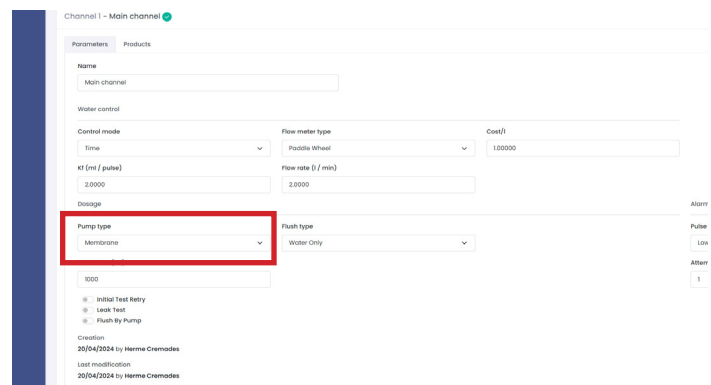 Channel 1 - Main channel
Parameters Products
Name
Main channel
Water control
Control mode Flow meter type Cost/l
Time Paddle Wheel 1.00000
Kf (ml / pulse) Flow rate (l / min)
2.0000 2.0000
Dosage Alarm
Pump type Flush type Pulse
Membrane Water Only Low
Attem
1000 1
Initial Test Retry
Leak Test
Flush By Pump
Creation
20/04/2024 by Herme Cremades
Last modification
20/04/2024 by Herme Cremades